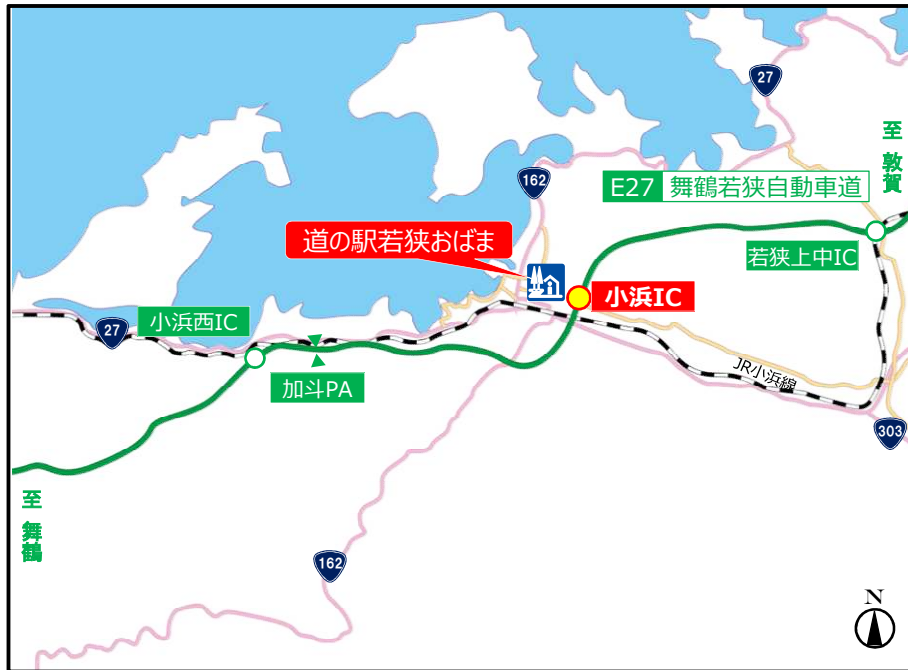 27
至 敦賀
162
E27 舞鶴若狭自動車道
道の駅若狭おばま
若狭上中IC
小浜IC
小浜西IC
27
加斗PA
JR小浜線
303
至 舞鶴
162
N